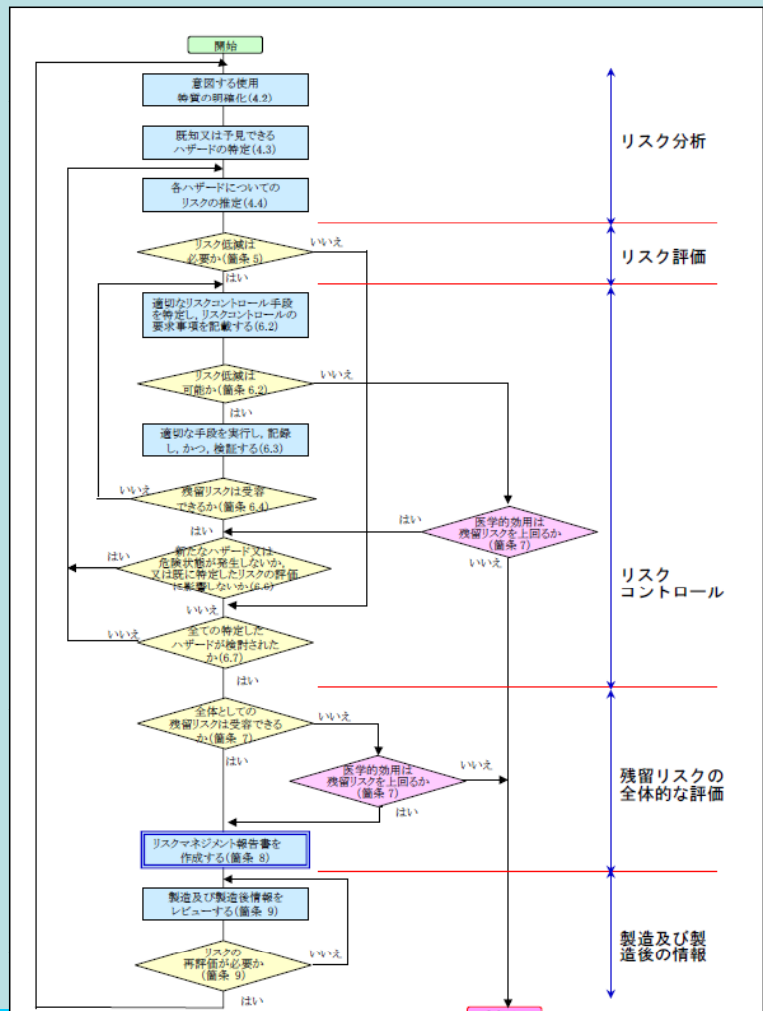 開始
意図する使用
特質の明確化(4.2)
既知又は予見できる
ハザードの特定(4.3)
リスク分析
各ハザードについての
リスクの推定(4.4)
リスク低減は
必要か(箇条 5)
いいえ
はい
リスク評価
適切なリスクコントロール手段
を特定し，リスクコントロールの
要求事項を記載する(6.2)
リスク低減は
可能か(箇条 6.2)
いいえ
はい
適切な手段を実行し，記録
し，かつ，検証する(6.3)
残留リスクは受容
できるか(箇条 6.4)
いいえ
はい
医学的効用は
残留リスクを上回るか
(箇条 7)
はい
いいえ
新たなハザード又は
危険状態が発生しないか，
又は既に特定したリスクの評価
に影響しないか(6.6)
はい
いいえ
リスク
コントロール
全ての特定した
ハザードが検討された
か(6.7)
いいえ
はい
全体としての
残留リスクは受容できる
か(箇条 7)
いいえ
はい
医学的効用は
残留リスクを上回るか
(箇条 7)
いいえ
はい
残留リスクの
全体的な評価
リスクマネジメント報告書を
作成する(箇条 8)
製造及び製造後情報を
レビューする(箇条 9)
リスクの
再評価が必要か
(箇条 9)
いいえ
はい
製造及び製
造後の情報